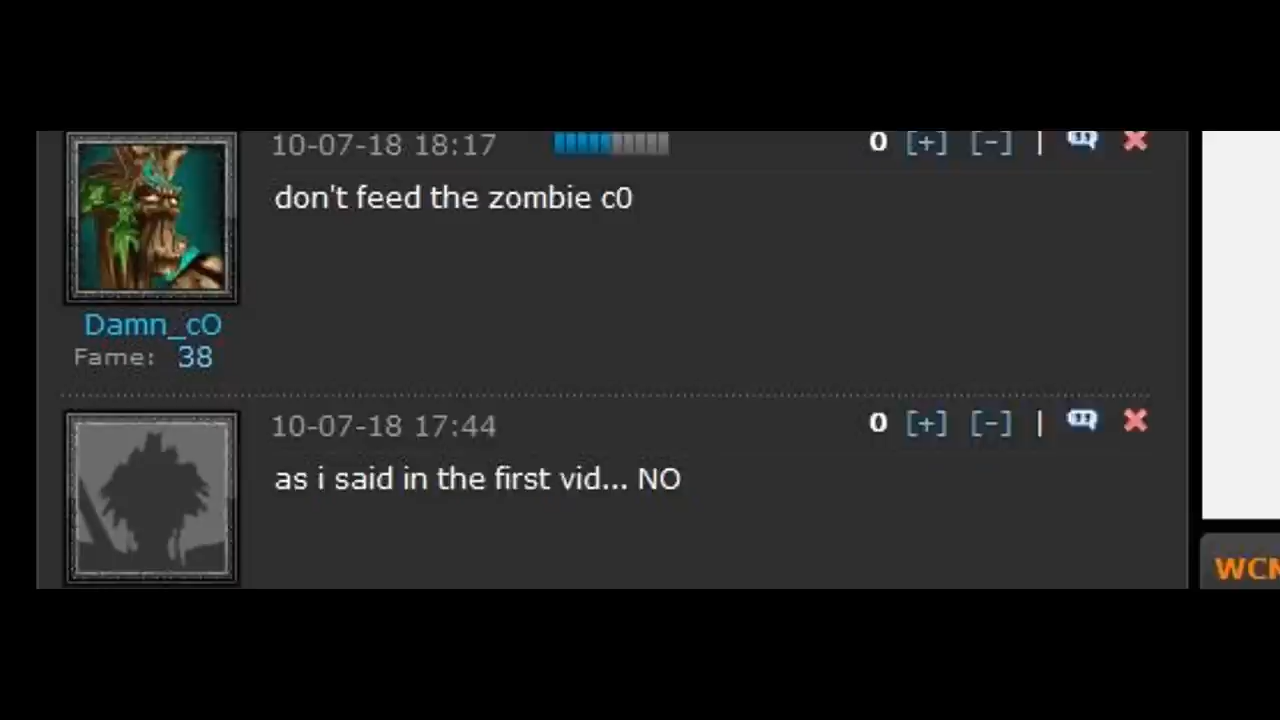 10-07-18 18:17 0 [+] [-] |
don't feed the zombie c0
Damn_cO
Fame: 38
10-07-18 17:44 0 [+] [-] |
as i said in the first vid... NO